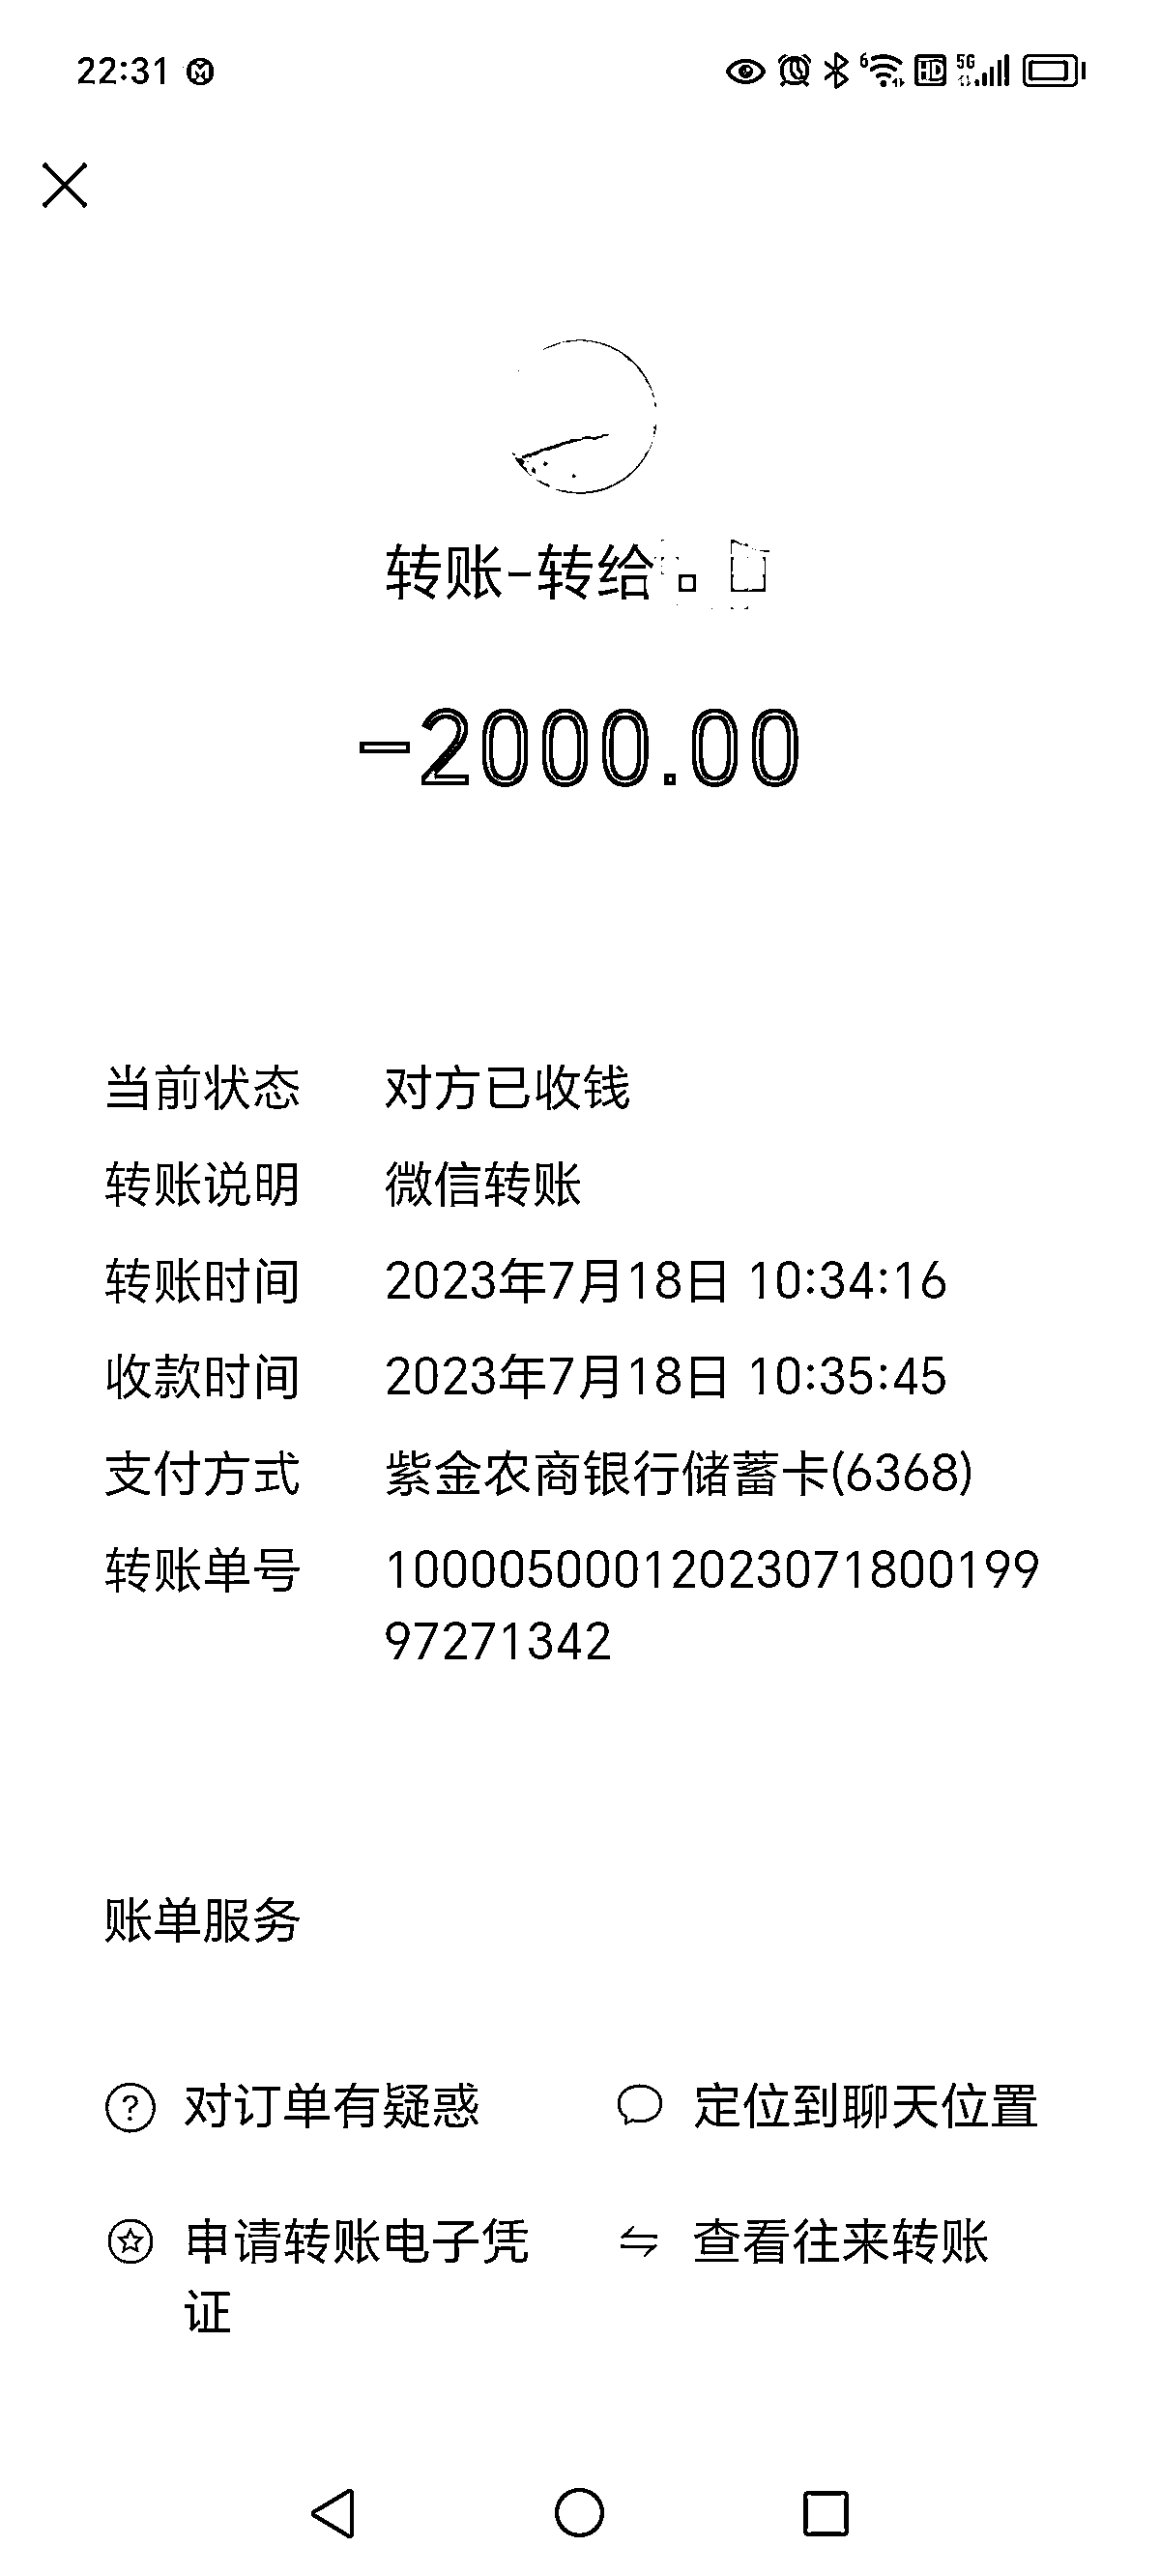 22:31
6 HD 5G
转账-转给
-2000.00
当前状态 对方已收钱
转账说明 微信转账
转账时间 2023年7月18日 10:34:16
收款时间 2023年7月18日 10:35:45
支付方式 紫金农商银行储蓄卡(6368)
转账单号 10000500012023071800199
97271342
账单服务
对订单有疑惑 定位到聊天位置
申请转账电子凭 查看往来转账
证